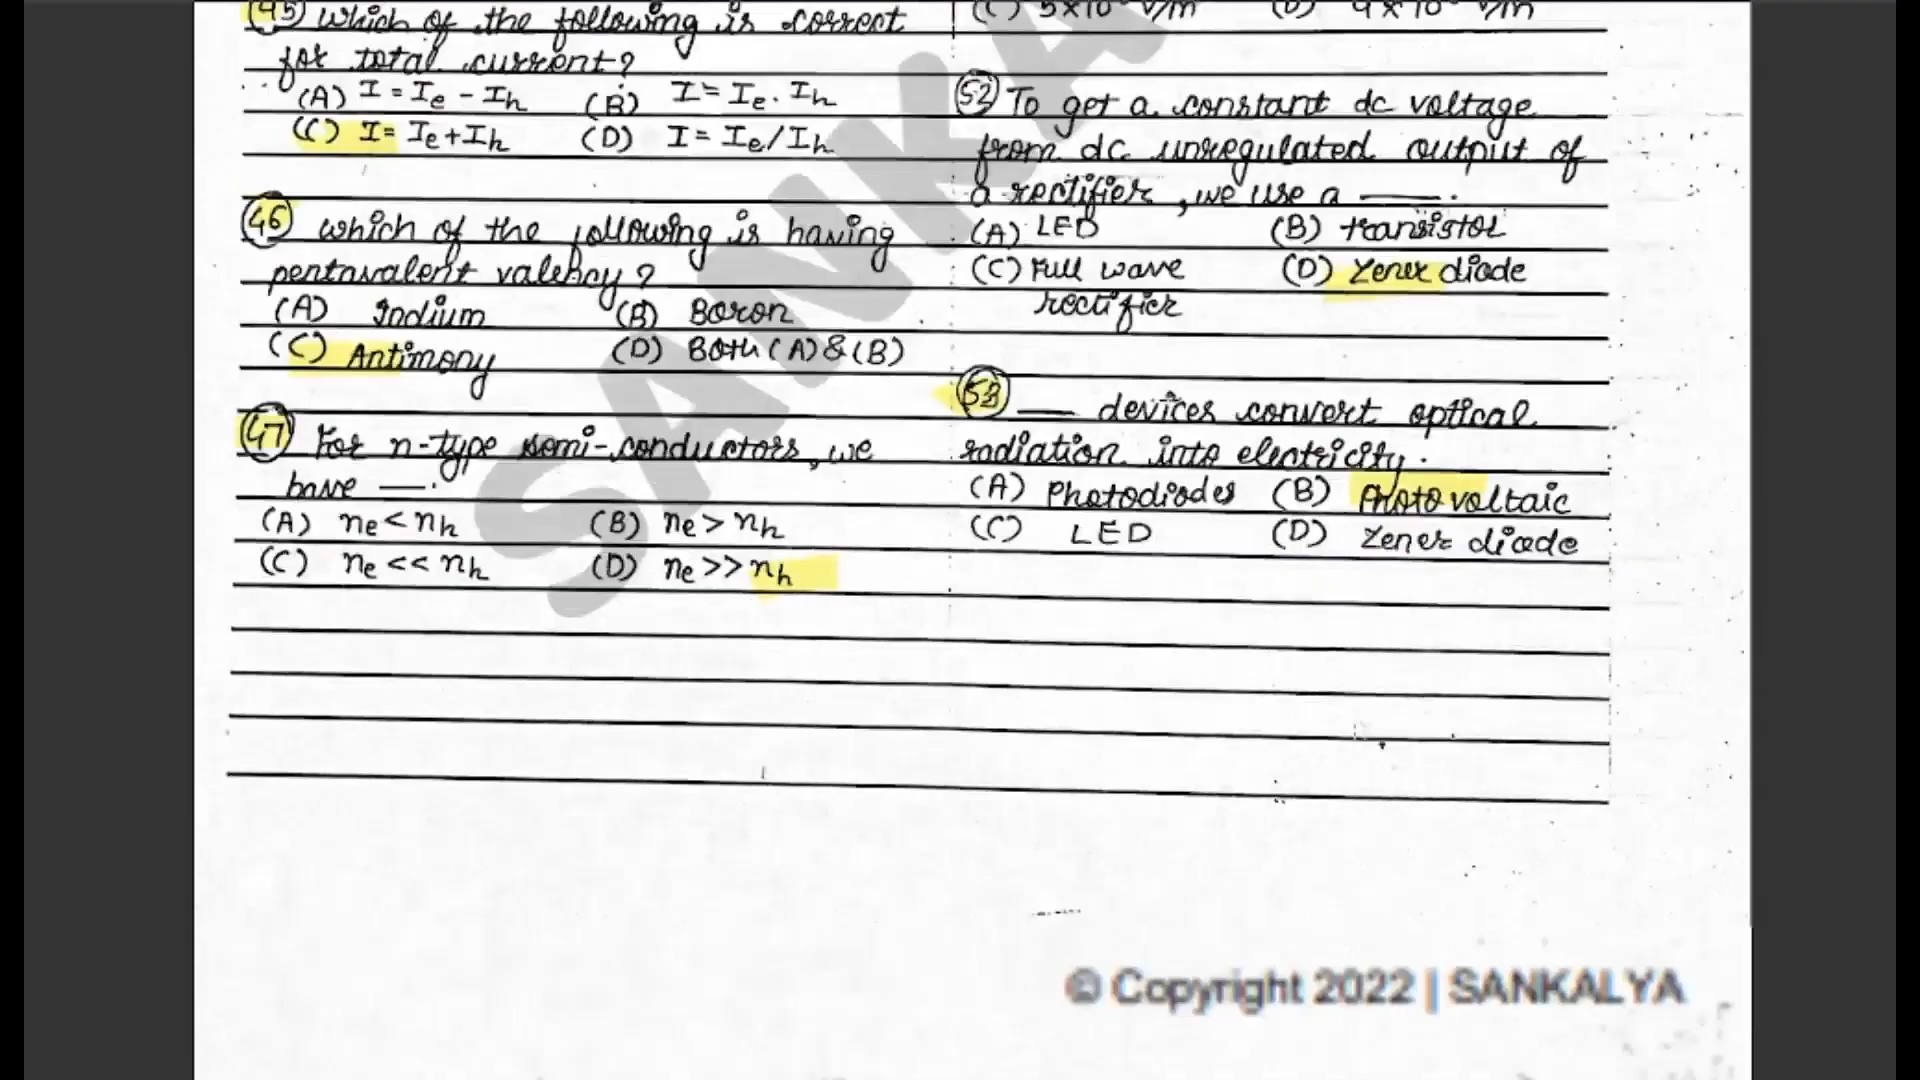 (45) which of the following is correct
for total current?
(A) I = Ie - Ih (B) I = Ie . Ih
(C) I = Ie + Ih (D) I = Ie / Ih
(46) which of the following is having
pentavalent valency?
(A) Indium (B) Boron
(C) Antimony (D) Both (A) & (B)
(47) For n-type semi-conductors, we
have —.
(A) ne < nh (B) ne > nh
(C) ne << nh (D) ne >> nh
(52) To get a constant dc voltage
from dc unregulated output of
a rectifier, we use a ——.
(A) LED (B) transistor
(C) Full wave (D) Zener diode
rectifier
(53) —— devices convert optical
radiation into electricity.
(A) Photodiodes (B) Photo voltaic
(C) LED (D) Zener diode
SANKA
© Copyright 2022 | SANKALYA